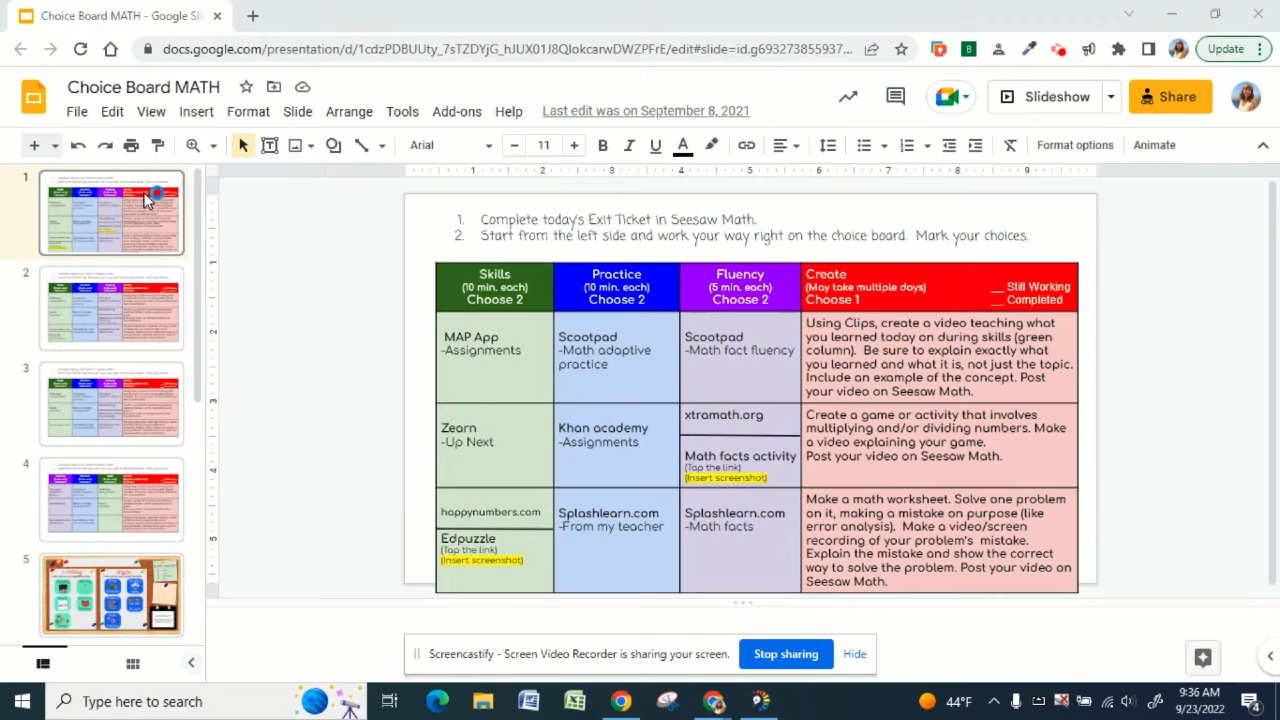 Choice Board MATH - Google Sli
docs.google.com/presentation/d/1cdzPDBUUty_7sTZDYjG_hJUX01J8QJokcarwDWZPFrE/edit#slide=id.g693273855937...
Update
Choice Board MATH
File Edit View Insert Format Slide Arrange Tools Add-ons Help
Last edit was on September 8, 2021
Slideshow
Share
Arial
11
Format options
Animate
1
2
3
4
5
1. Complete Exit Ticket in Seesaw Math.
2. Start from the left side and work your way across the choice board. Mark your choices.
Skills
(10 min. each)
Choose 2
Practice
(10 min. each)
Choose 2
Fluency
(5 min. each)
Choose 2
Create
(May take multiple days)
Choose 1
__ Still Working
__ Completed
MAP App
-Assignments
Scootpad
-Math adaptive
practice
Scootpad
-Math fact fluency
Using Clips, create a video teaching what
you learned today on during skills (green
column). Be sure to explain exactly what
you learned and what it is, not just the topic.
Include an example of the concept. Post
your video on Seesaw Math.
Zearn
-Up Next
Khan academy
-Assignments
xtramath.org
Math facts activity
(Tap the link)
(Insert screenshot)
Create a game or activity that involves
multiplying and/or dividing numbers. Make
a video explaining your game.
Post your video on Seesaw Math.
happynumbers.com
Edpuzzle
(Tap the link)
(Insert screenshot)
Splashlearn.com
-From my teacher
Splashlearn.com
-Math facts
Make a math worksheet. Solve one problem
on making a mistake on purpose (like
error analysis). Make a video/screen
recording of your problem's mistake.
Explain the mistake and show the correct
way to solve the problem. Post your video on
Seesaw Math.
Screencastify - Screen Video Recorder is sharing your screen.
Stop sharing
Hide
Type here to search
44°F
9:36 AM
9/23/2022
4